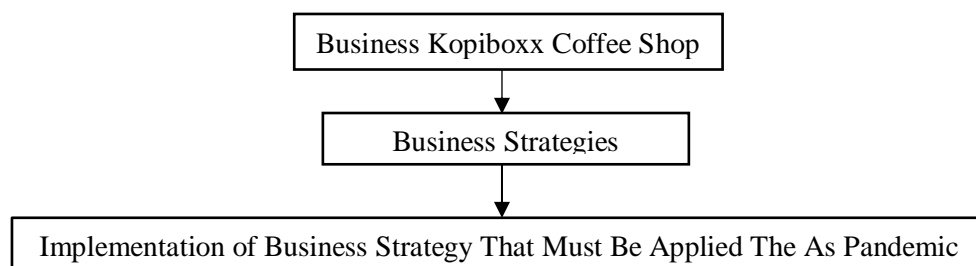 Business Kopiboxx Coffee Shop
Business Strategies
Implementation of Business Strategy That Must Be Applied The As Pandemic